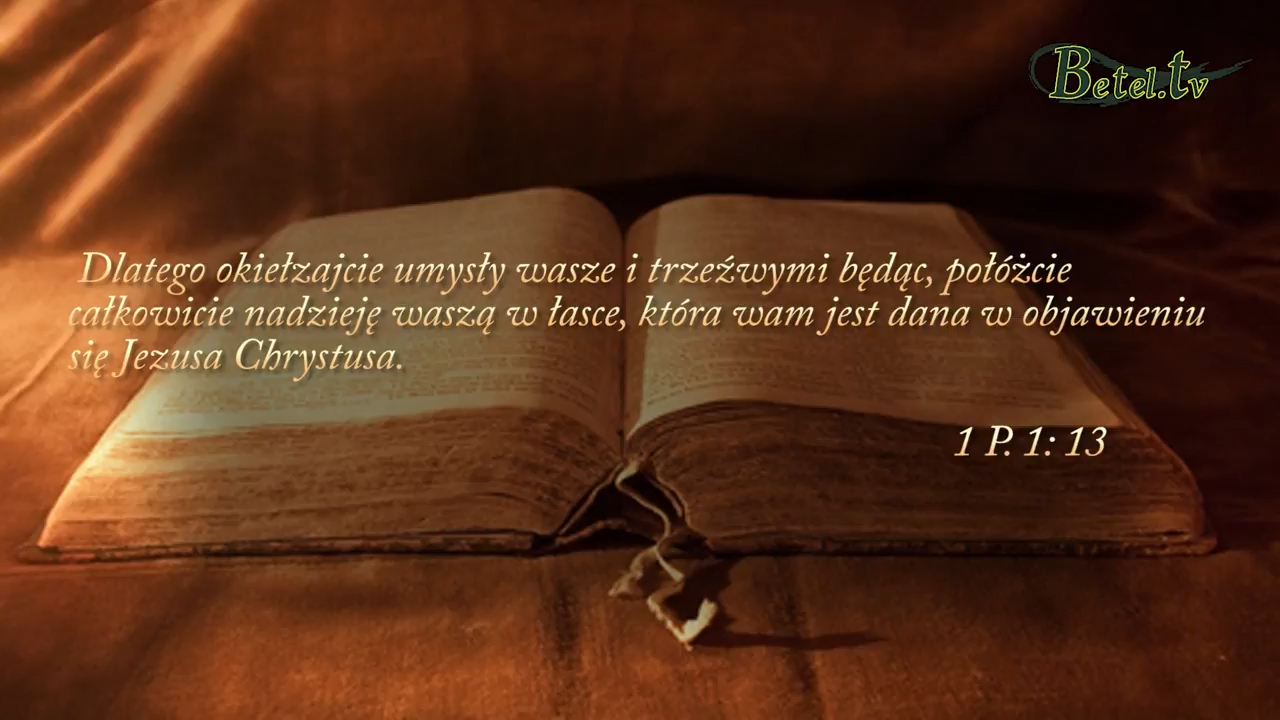 Betel.tv
Dlatego okiełzajcie umysły wasze i trzeźwymi będąc, połóżcie
całkowicie nadzieję waszą w łasce, która wam jest dana w objawieniu
się Jezusa Chrystusa.
1 P. 1: 13